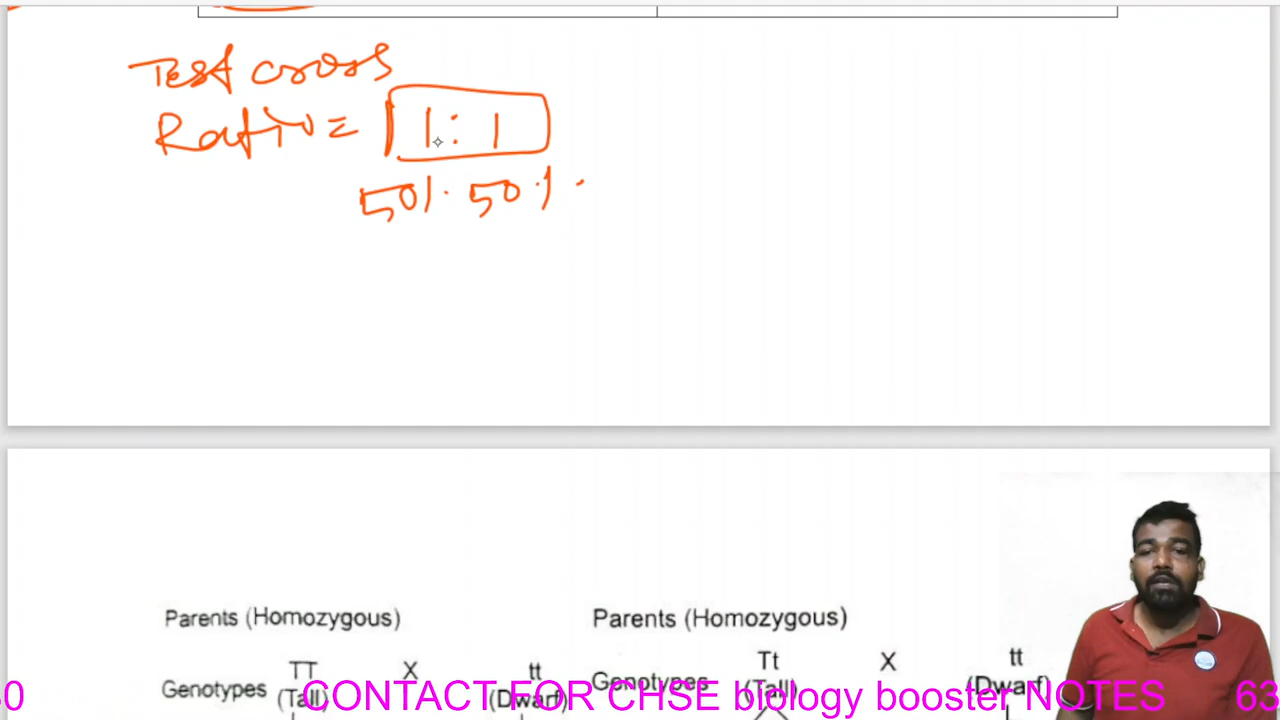 Test cross
Ratio = 1 : 1
50%. 50%.
Parents (Homozygous) Parents (Homozygous)
TT X tt Tt X tt
Genotypes (Tall) (Dwarf) Genotypes (Tall) (Dwarf)
0 CONTACT FOR CHSE biology booster NOTES 63